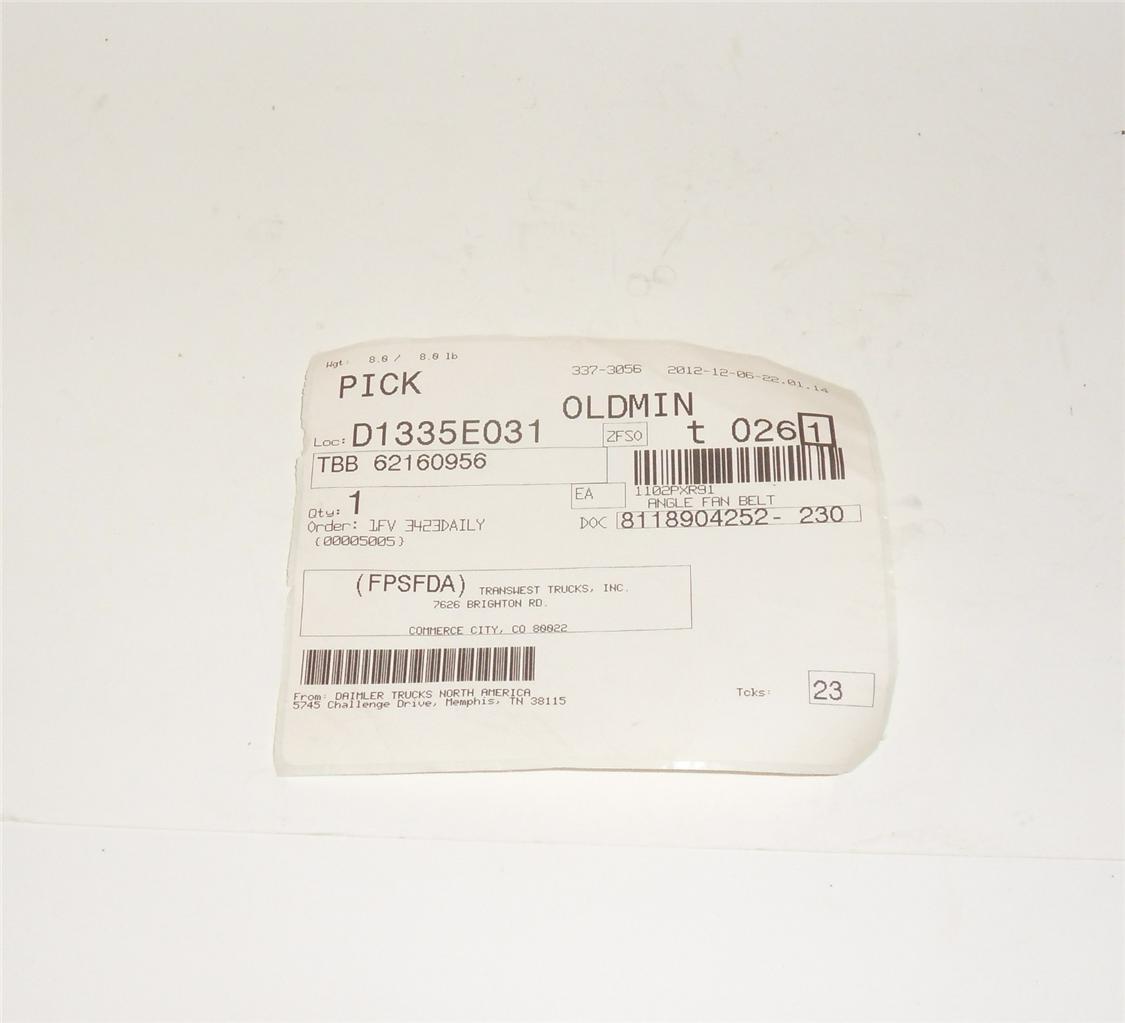 Wgt: 8.0 / 8.0 lb
337-3056 2012-12-06-22.01.14
PICK
OLDMIN
Loc: D1335E031 ZFSO t 026 1
TBB 62160956
EA 1102PXR91
Qty: 1 ANGLE FAN BELT
Order: 1FV 3423DAILY DOC 8118904252- 230
(00005005)
(FPSFDA) TRANSWEST TRUCKS, INC.
7626 BRIGHTON RD.
COMMERCE CITY, CO 80022
From: DAIMLER TRUCKS NORTH AMERICA
5745 Challenge Drive, Memphis, TN 38115
Tcks: 23